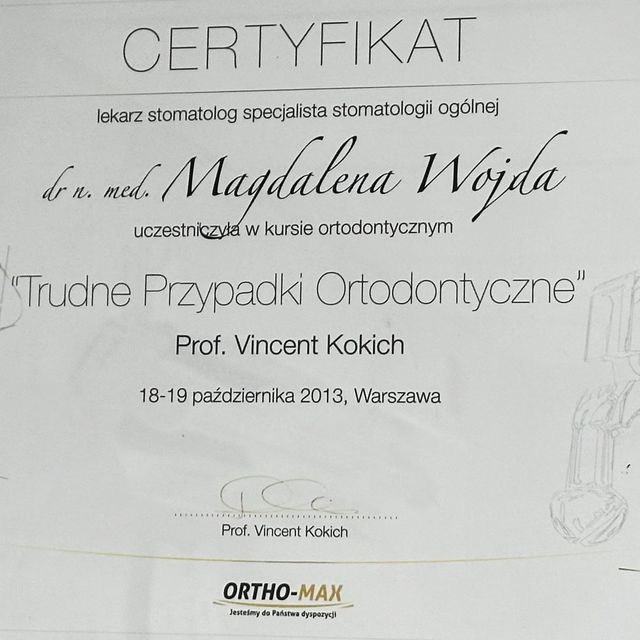 CERTYFIKAT
lekarz stomatolog specjalista stomatologii ogólnej
dr n. med. Magdalena Wojda
uczestniczyła w kursie ortodontycznym
"Trudne Przypadki Ortodontyczne"
Prof. Vincent Kokich
18-19 października 2013, Warszawa
Prof. Vincent Kokich
ORTHO-MAX
Jesteśmy do Państwa dyspozycji